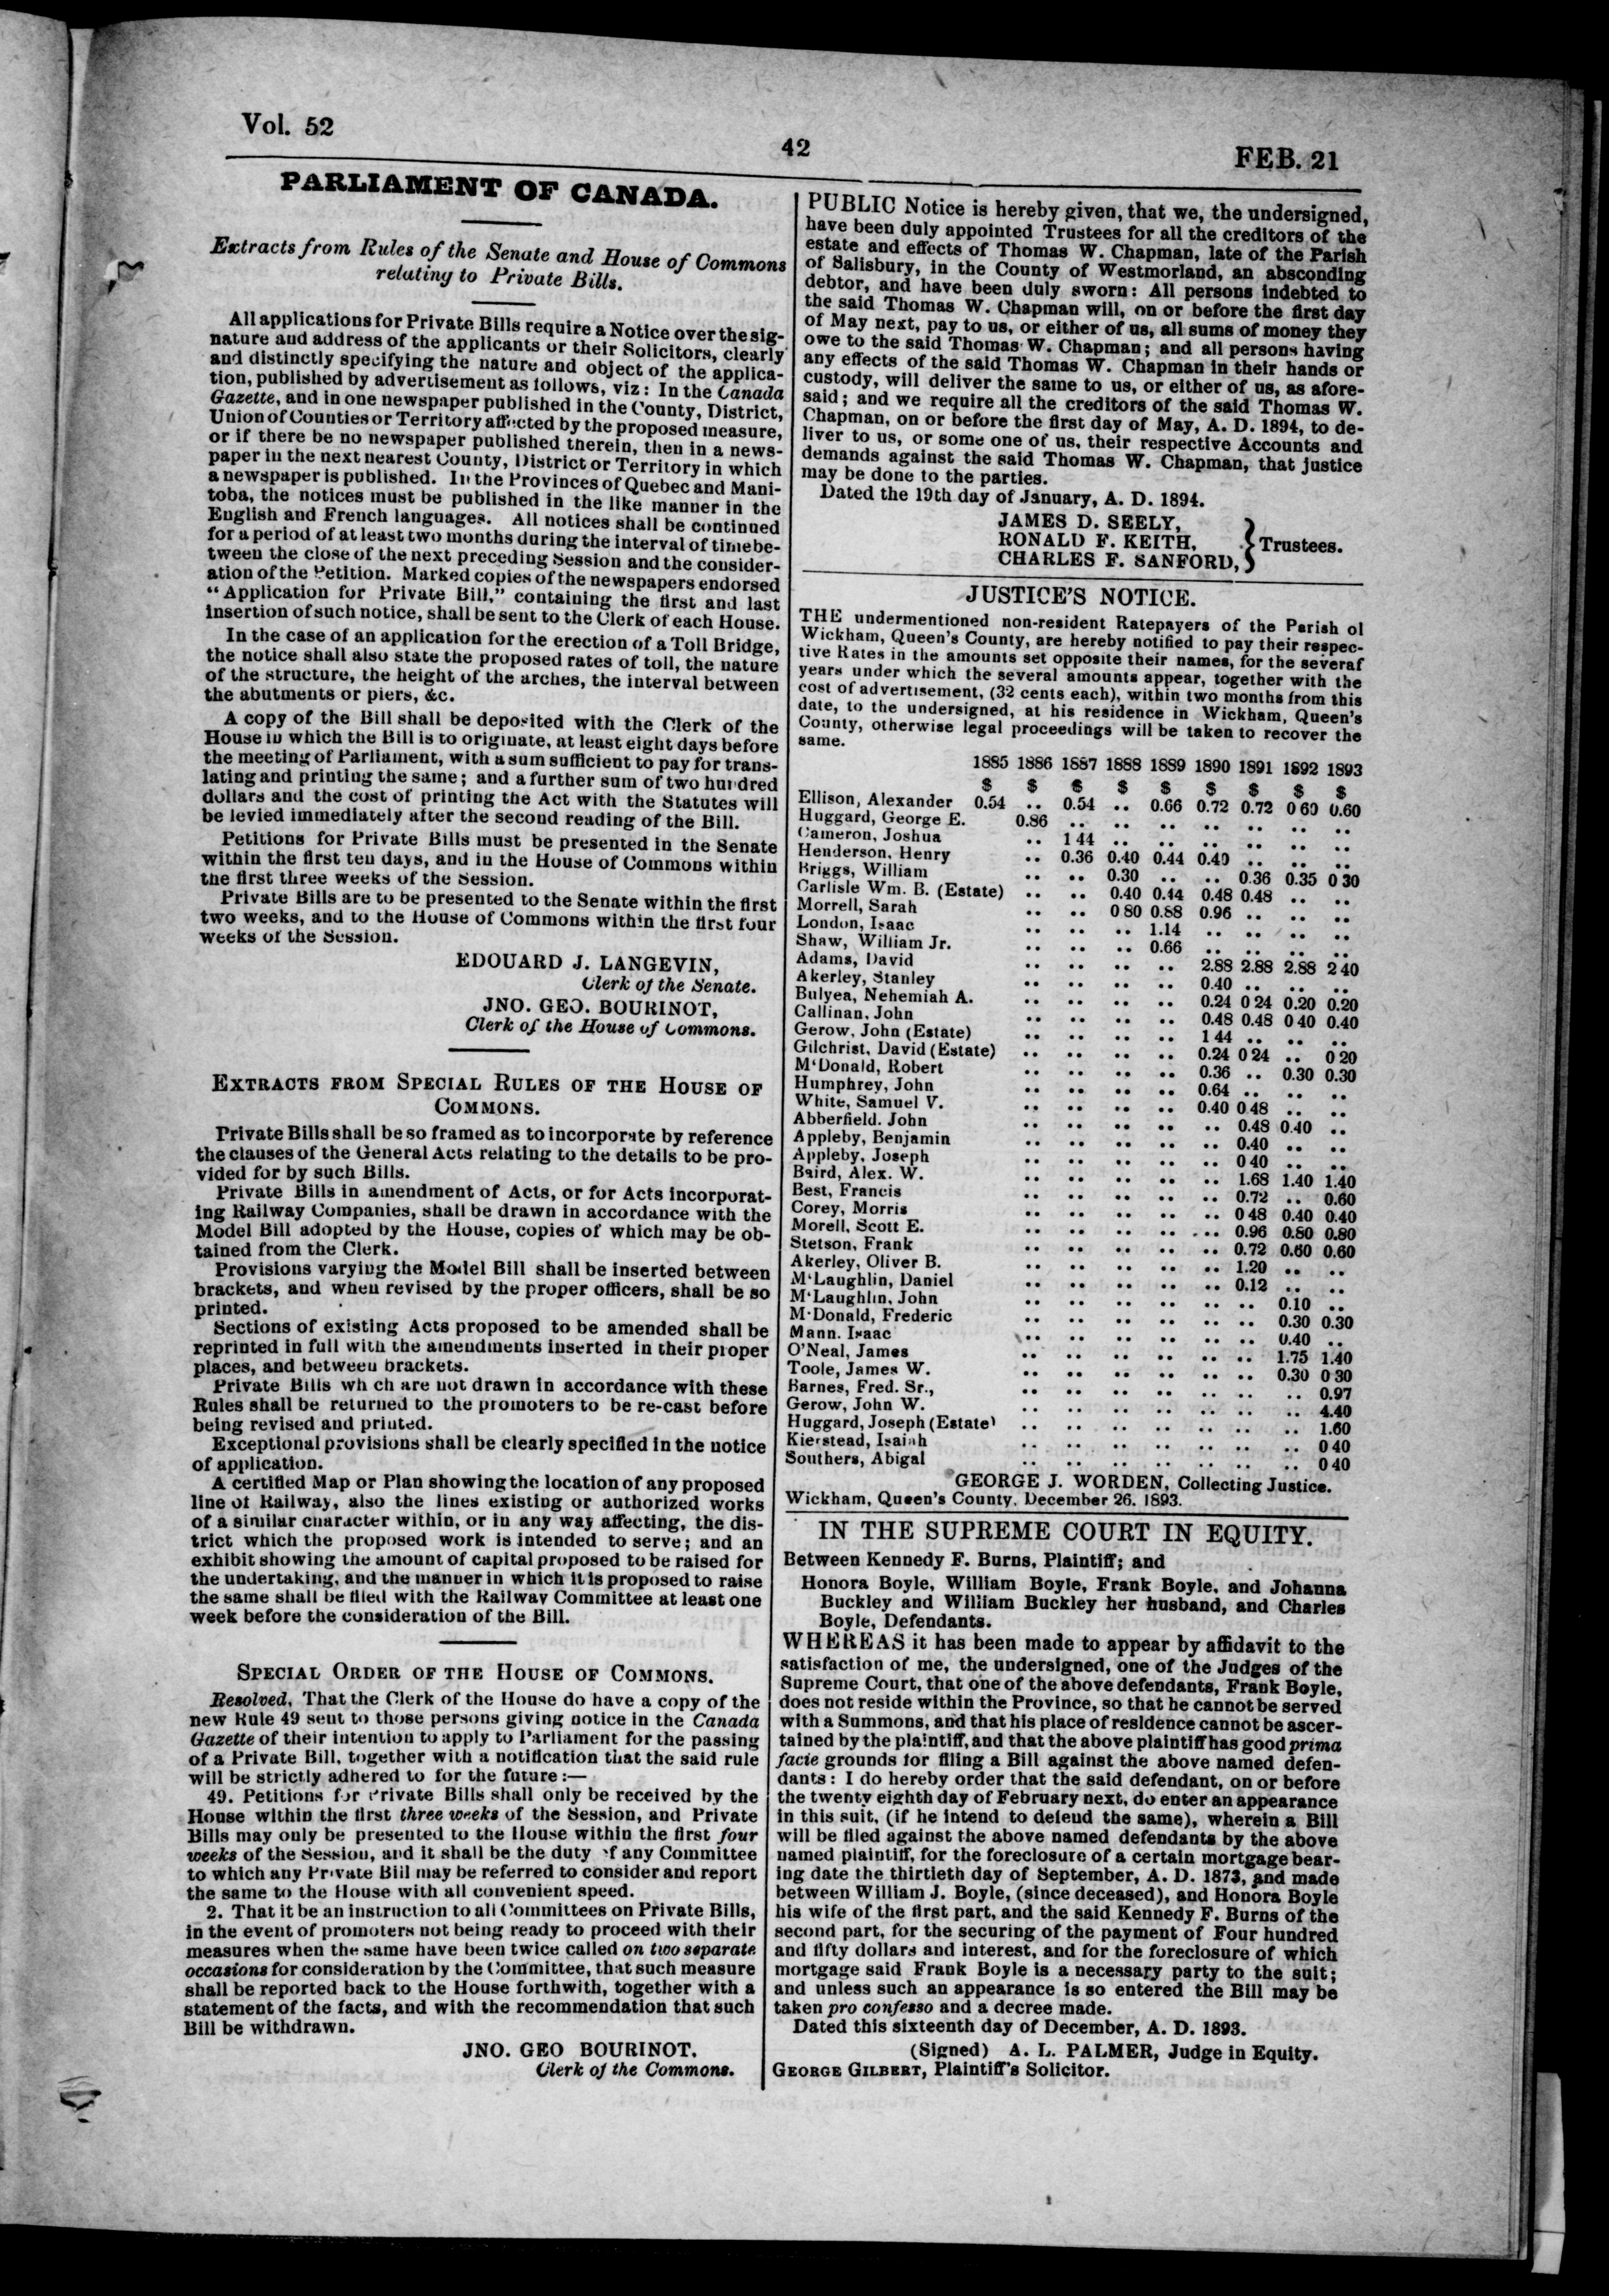 Vol. 52
42
FEB. 21
PARLIAMENT OF CANADA.
Extracts from Rules of the Senate and House of Commons
relating to Private Bills.
All applications for Private Bills require a Notice over the sig-
nature and address of the applicants or their Solicitors, clearly
and distinctly specifying the nature and object of the applica-
tion, published by advertisement as follows, viz: In the Canada
Gazette, and in one newspaper published in the County, District,
Union of Counties or Territory affected by the proposed measure,
or if there be no newspaper published therein, then in a news-
paper in the next nearest County, District or Territory in which
a newspaper is published. In the Provinces of Quebec and Mani-
toba, the notices must be published in the like manner in the
English and French languages. All notices shall be continued
for a period of at least two months during the interval of time be-
tween the close of the next preceding Session and the consider-
ation of the Petition. Marked copies of the newspapers endorsed
"Application for Private Bill," containing the first and last
insertion of such notice, shall be sent to the Clerk of each House.
In the case of an application for the erection of a Toll Bridge,
the notice shall also state the proposed rates of toll, the nature
of the structure, the height of the arches, the interval between
the abutments or piers, &c.
A copy of the Bill shall be deposited with the Clerk of the
House in which the Bill is to originate, at least eight days before
the meeting of Parliament, with a sum sufficient to pay for trans-
lating and printing the same; and a further sum of two hundred
dollars and the cost of printing the Act with the Statutes will
be levied immediately after the second reading of the Bill.
Petitions for Private Bills must be presented in the Senate
within the first ten days, and in the House of Commons within
the first three weeks of the Session.
Private Bills are to be presented to the Senate within the first
two weeks, and to the House of Commons within the first four
weeks of the Session.
EDOUARD J. LANGEVIN,
Clerk of the Senate.
JNO. GEO. BOURINOT,
Clerk of the House of Commons.
EXTRACTS FROM SPECIAL RULES OF THE HOUSE OF
COMMONS.
Private Bills shall be so framed as to incorporate by reference
the clauses of the General Acts relating to the details to be pro-
vided for by such Bills.
Private Bills in amendment of Acts, or for Acts incorporat-
ing Railway Companies, shall be drawn in accordance with the
Model Bill adopted by the House, copies of which may be ob-
tained from the Clerk.
Provisions varying the Model Bill shall be inserted between
brackets, and when revised by the proper officers, shall be so
printed.
Sections of existing Acts proposed to be amended shall be
reprinted in full with the amendments inserted in their proper
places, and between brackets.
Private Bills wh ch are not drawn in accordance with these
Rules shall be returned to the promoters to be re-cast before
being revised and printed.
Exceptional provisions shall be clearly specified in the notice
of application.
A certified Map or Plan showing the location of any proposed
line of Railway, also the lines existing or authorized works
of a similar character within, or in any way affecting, the dis-
trict which the proposed work is intended to serve; and an
exhibit showing the amount of capital proposed to be raised for
the undertaking, and the manner in which it is proposed to raise
the same shall be filed with the Railway Committee at least one
week before the consideration of the Bill.
SPECIAL ORDER OF THE HOUSE OF COMMONS.
Resolved, That the Clerk of the House do have a copy of the
new Rule 49 sent to those persons giving notice in the Canada
Gazette of their intention to apply to Parliament for the passing
of a Private Bill, together with a notification that the said rule
will be strictly adhered to for the future:—
49. Petitions for Private Bills shall only be received by the
House within the first three weeks of the Session, and Private
Bills may only be presented to the House within the first four
weeks of the Session, and it shall be the duty of any Committee
to which any Private Bill may be referred to consider and report
the same to the House with all convenient speed.
2. That it be an instruction to all Committees on Private Bills,
in the event of promoters not being ready to proceed with their
measures when the same have been twice called on two separate
occasions for consideration by the Committee, that such measure
shall be reported back to the House forthwith, together with a
statement of the facts, and with the recommendation that such
Bill be withdrawn.
JNO. GEO BOURINOT.
Clerk of the Commons.
PUBLIC Notice is hereby given, that we, the undersigned,
have been duly appointed Trustees for all the creditors of the
estate and effects of Thomas W. Chapman, late of the Parish
of Salisbury, in the County of Westmorland, an absconding
debtor, and have been duly sworn: All persons indebted to
the said Thomas W. Chapman will, on or before the first day
of May next, pay to us, or either of us, all sums of money they
owe to the said Thomas W. Chapman; and all persons having
any effects of the said Thomas W. Chapman in their hands or
custody, will deliver the same to us, or either of us, as afore-
said; and we require all the creditors of the said Thomas W.
Chapman, on or before the first day of May, A. D. 1894, to de-
liver to us, or some one of us, their respective Accounts and
demands against the said Thomas W. Chapman, that justice
may be done to the parties.
Dated the 19th day of January, A. D. 1894.
JAMES D. SEELY,
RONALD F. KEITH, } Trustees.
CHARLES F. SANFORD,
JUSTICE'S NOTICE.
THE undermentioned non-resident Ratepayers of the Parish of
Wickham, Queen's County, are hereby notified to pay their respec-
tive Rates in the amounts set opposite their names, for the severaf
years under which the several amounts appear, together with the
cost of advertisement, (32 cents each), within two months from this
date, to the undersigned, at his residence in Wickham, Queen's
County, otherwise legal proceedings will be taken to recover the
same.
1885 1886 1887 1888 1889 1890 1891 1892 1893
$ $ $ $ $ $ $ $ $
Ellison, Alexander 0.54 .. 0.54 .. 0.66 0.72 0.72 0 60 0.60
Huggard, George E. 0.86 .. .. .. .. .. .. ..
Cameron, Joshua .. 1 44 .. .. .. .. .. ..
Henderson, Henry .. 0.36 0.40 0.44 0.40 .. .. ..
Briggs, William .. .. 0.30 .. .. 0.36 0.35 0 30
Carlisle Wm. B. (Estate) .. .. 0.40 0.44 0.48 0.48 .. ..
Morrell, Sarah .. .. 0 80 0.88 0.96 .. .. ..
London, Isaac .. .. .. 1.14 .. .. .. ..
Shaw, William Jr. .. .. .. 0.66 .. .. .. ..
Adams, David .. .. .. .. 2.88 2.88 2.88 2 40
Akerley, Stanley .. .. .. .. 0.40 .. .. ..
Bulyea, Nehemiah A. .. .. .. .. 0.24 0 24 0.20 0.20
Callinan, John .. .. .. .. 0.48 0.48 0 40 0.40
Gerow, John (Estate) .. .. .. .. 1 44 .. .. ..
Gilchrist, David (Estate) .. .. .. .. 0.24 0 24 .. 0 20
M'Donald, Robert .. .. .. .. 0.36 .. 0.30 0.30
Humphrey, John .. .. .. .. 0.64 .. .. ..
White, Samuel V. .. .. .. .. 0.40 0.48 .. ..
Abberfield. John .. .. .. .. .. 0.48 0.40 ..
Appleby, Benjamin .. .. .. .. .. 0.40 .. ..
Appleby, Joseph .. .. .. .. .. 0 40 .. ..
Baird, Alex. W. .. .. .. .. .. 1.68 1.40 1.40
Best, Francis .. .. .. .. .. 0.72 .. 0.60
Corey, Morris .. .. .. .. .. 0 48 0.40 0.40
Morell, Scott E. .. .. .. .. .. 0.96 0.80 0.80
Stetson, Frank .. .. .. .. .. 0.72 0.60 0.60
Akerley, Oliver B. .. .. .. .. .. 1.20 .. ..
M'Laughlin, Daniel .. .. .. .. .. 0.12 .. ..
M'Laughlin, John .. .. .. .. .. .. 0.10 ..
M'Donald, Frederic .. .. .. .. .. .. 0.30 0.30
Mann. Isaac .. .. .. .. .. .. 0.40 ..
O'Neal, James .. .. .. .. .. .. 1.75 1.40
Toole, James W. .. .. .. .. .. .. 0.30 0 30
Barnes, Fred. Sr., .. .. .. .. .. .. .. 0.97
Gerow, John W. .. .. .. .. .. .. .. 4.40
Huggard, Joseph (Estate) .. .. .. .. .. .. .. 1.60
Kierstead, Isaiah .. .. .. .. .. .. .. 0 40
Southers, Abigal .. .. .. .. .. .. .. 0 40
GEORGE J. WORDEN, Collecting Justice.
Wickham, Queen's County, December 26. 1893.
IN THE SUPREME COURT IN EQUITY.
Between Kennedy F. Burns, Plaintiff; and
Honora Boyle, William Boyle, Frank Boyle, and Johanna
Buckley and William Buckley her husband, and Charles
Boyle, Defendants.
WHEREAS it has been made to appear by affidavit to the
satisfaction of me, the undersigned, one of the Judges of the
Supreme Court, that one of the above defendants, Frank Boyle,
does not reside within the Province, so that he cannot be served
with a Summons, and that his place of residence cannot be ascer-
tained by the plaintiff, and that the above plaintiff has good prima
facie grounds for filing a Bill against the above named defen-
dants: I do hereby order that the said defendant, on or before
the twenty eighth day of February next, do enter an appearance
in this suit, (if he intend to defend the same), wherein a Bill
will be filed against the above named defendants by the above
named plaintiff, for the foreclosure of a certain mortgage bear-
ing date the thirtieth day of September, A. D. 1873, and made
between William J. Boyle, (since deceased), and Honora Boyle
his wife of the first part, and the said Kennedy F. Burns of the
second part, for the securing of the payment of Four hundred
and fifty dollars and interest, and for the foreclosure of which
mortgage said Frank Boyle is a necessary party to the suit;
and unless such an appearance is so entered the Bill may be
taken pro confesso and a decree made.
Dated this sixteenth day of December, A. D. 1893.
(Signed) A. L. PALMER, Judge in Equity.
GEORGE GILBERT, Plaintiff's Solicitor.